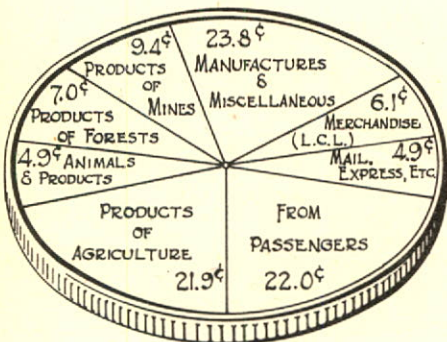 9.4¢
PRODUCTS
OF
MINES
23.8¢
MANUFACTURES
&
MISCELLANEOUS
7.0¢
PRODUCTS
OF FORESTS
6.1¢
MERCHANDISE
(L.C.L.)
4.9¢ ANIMALS
& PRODUCTS
MAIL, 4.9¢
EXPRESS, ETC.
PRODUCTS
OF
AGRICULTURE
21.9¢
FROM
PASSENGERS
22.0¢